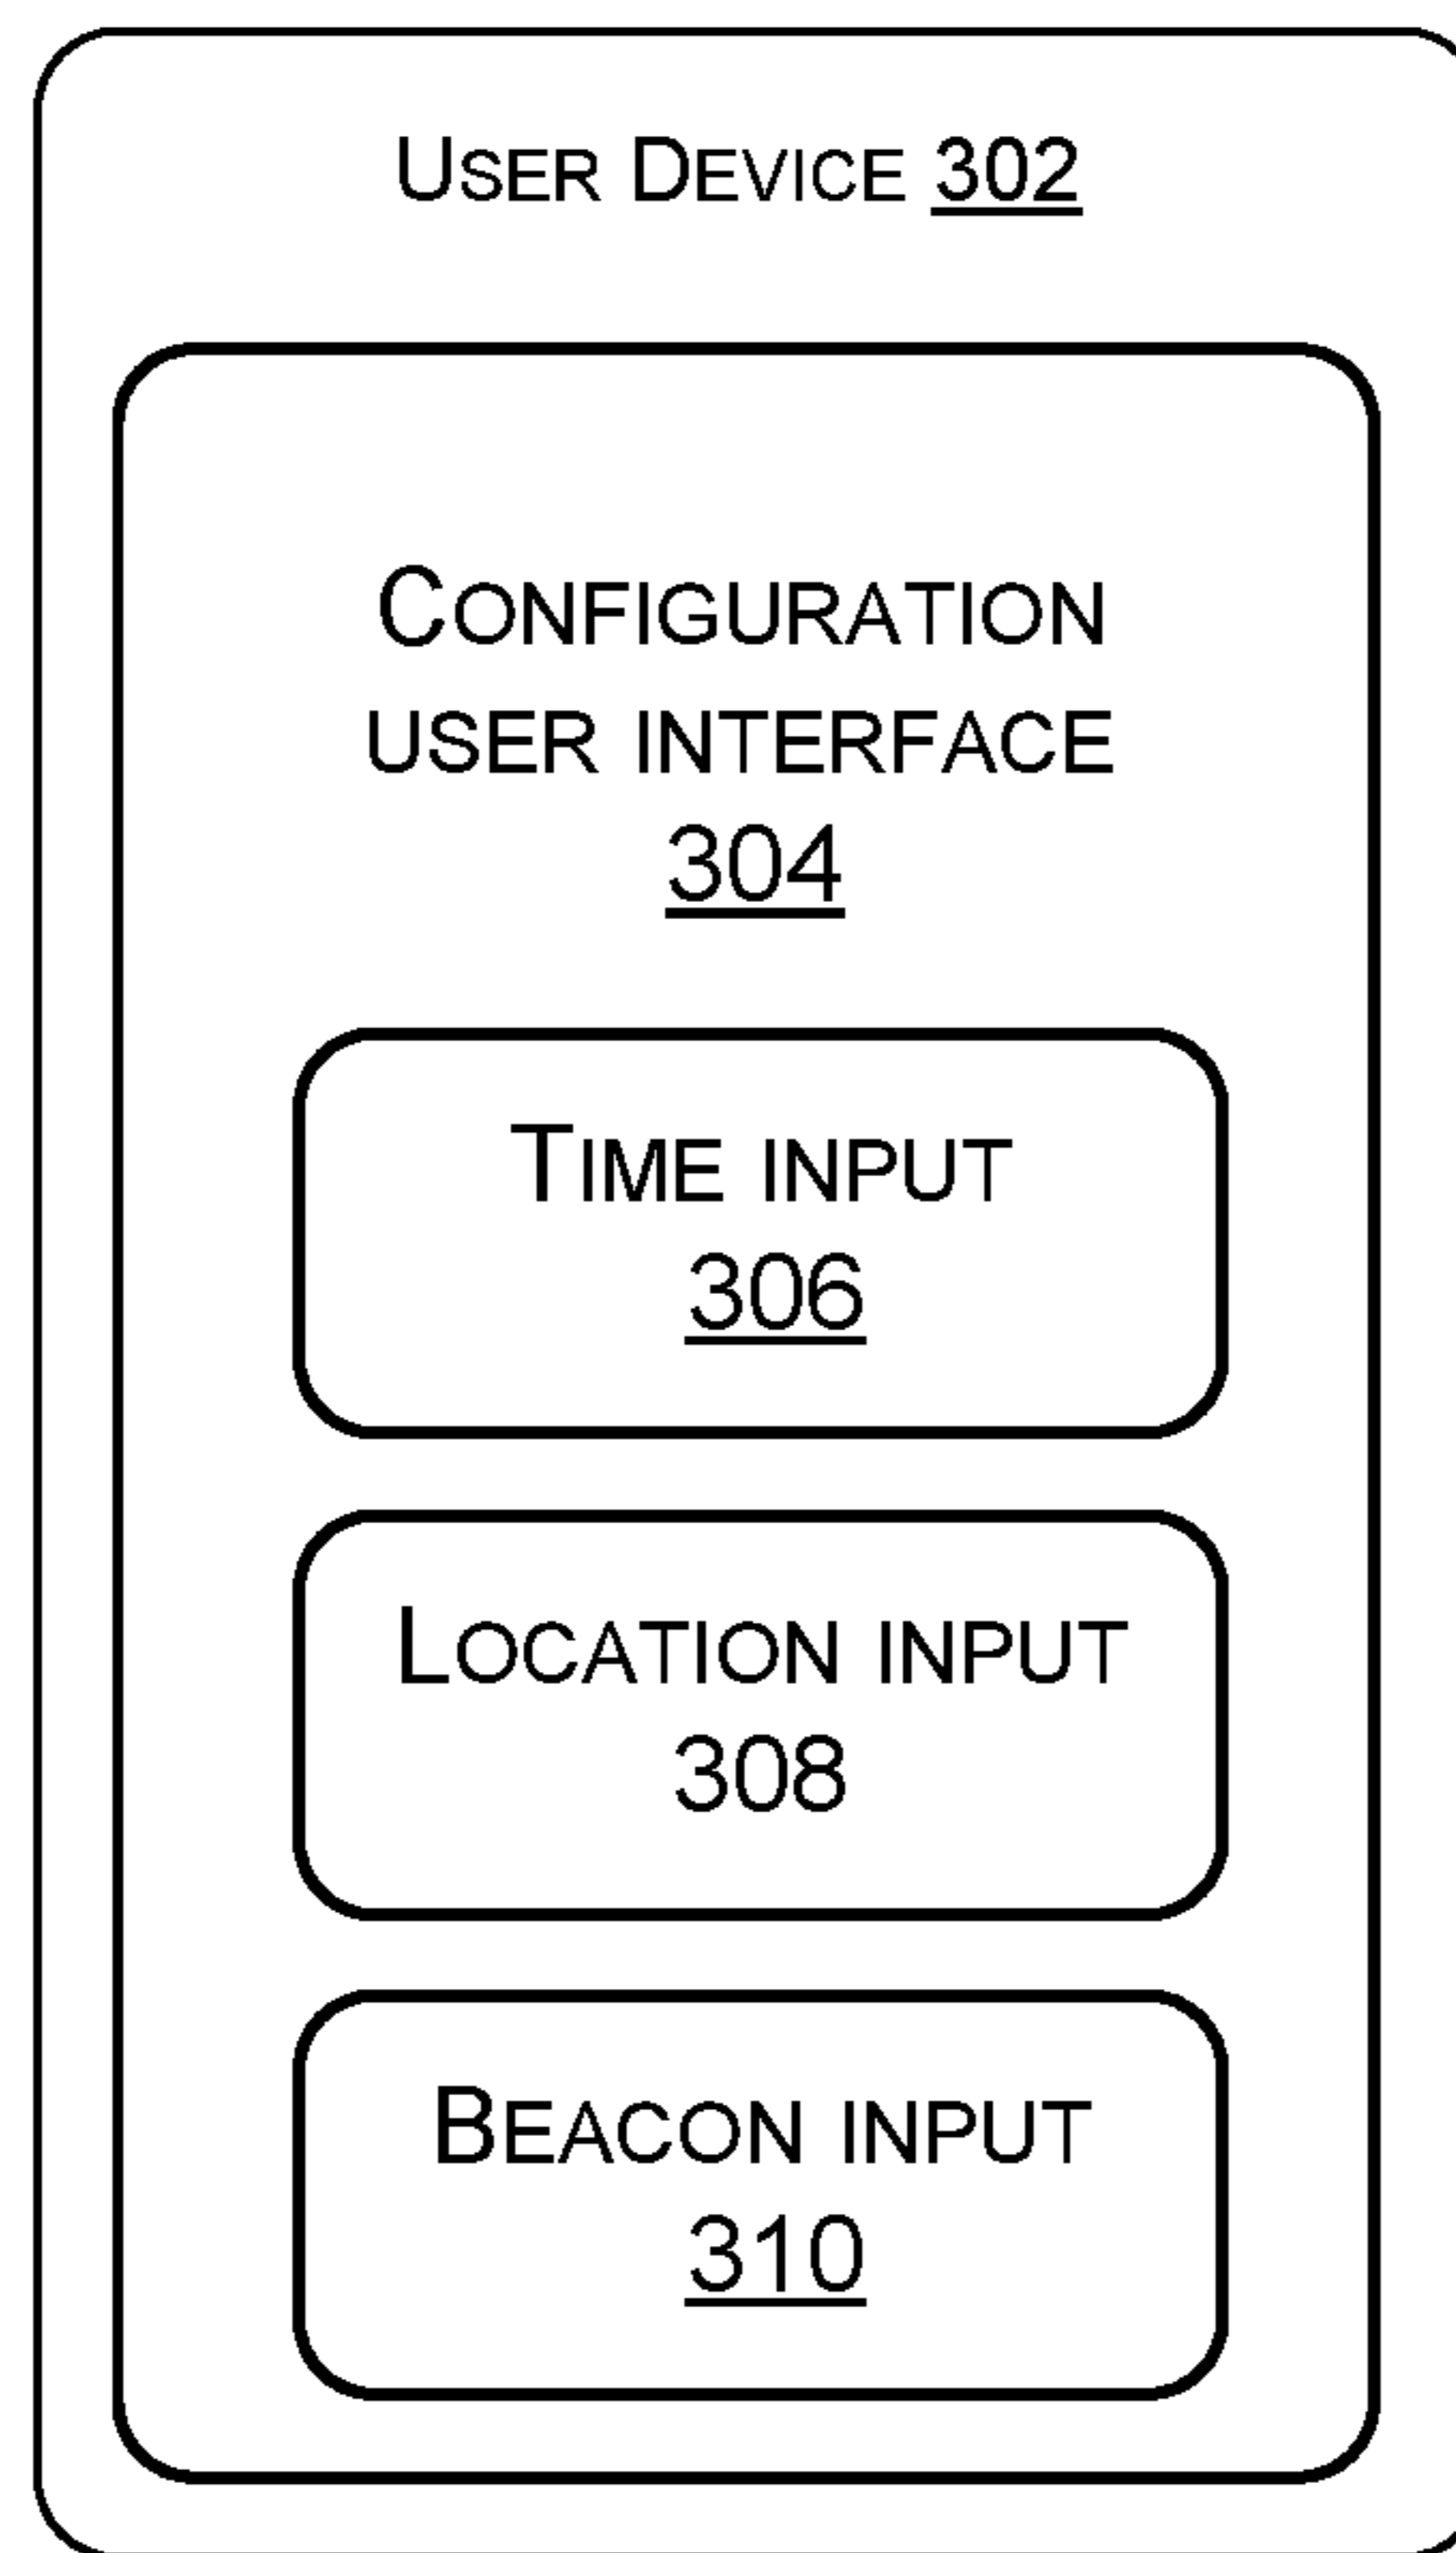 USER DEVICE 302
CONFIGURATION
USER INTERFACE
304
TIME INPUT
306
LOCATION INPUT
308
BEACON INPUT
310